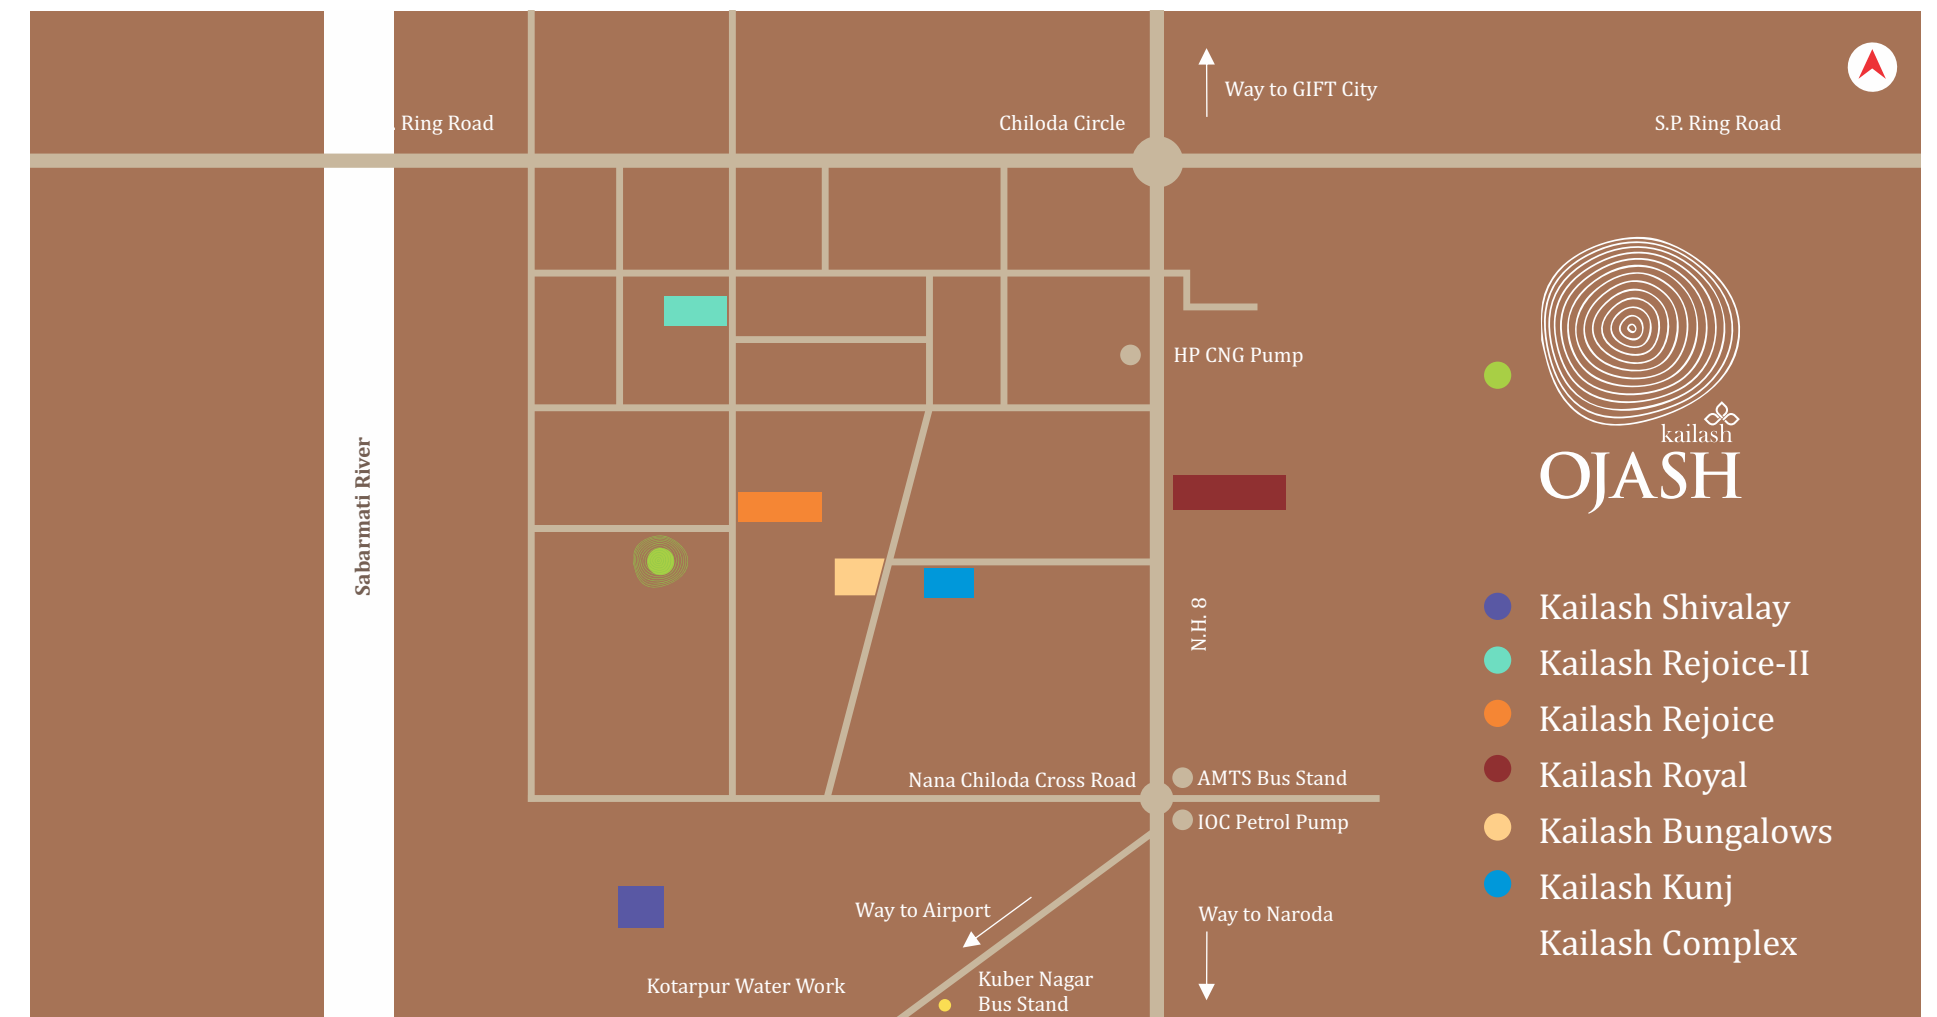 Way to GIFT City
. Ring Road
Chiloda Circle
S.P. Ring Road
HP CNG Pump
kailash
OJASH
Sabarmati River
N.H. 8
Kailash Shivalay
Kailash Rejoice-II
Kailash Rejoice
Kailash Royal
Kailash Bungalows
Kailash Kunj
Kailash Complex
Nana Chiloda Cross Road
AMTS Bus Stand
IOC Petrol Pump
Way to Airport
Way to Naroda
Kotarpur Water Work
Kuber Nagar
Bus Stand